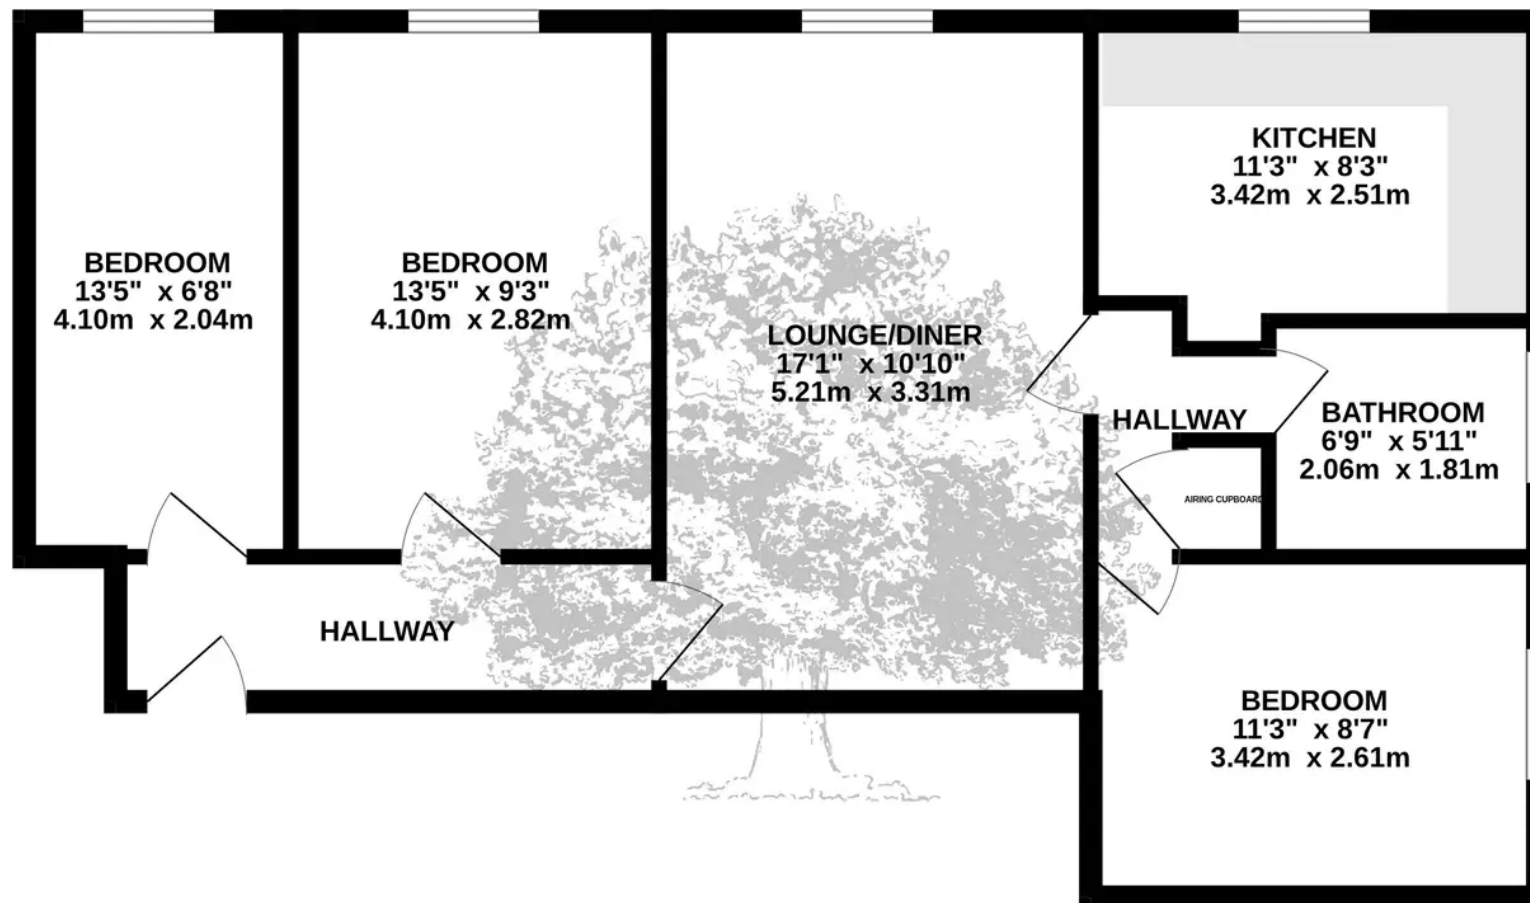 BEDROOM
13'5" x 6'8"
4.10m x 2.04m
BEDROOM
13'5" x 9'3"
4.10m x 2.82m
LOUNGE/DINER
17'1" x 10'10"
5.21m x 3.31m
KITCHEN
11'3" x 8'3"
3.42m x 2.51m
HALLWAY
BATHROOM
6'9" x 5'11"
2.06m x 1.81m
AIRING CUPBOARD
HALLWAY
BEDROOM
11'3" x 8'7"
3.42m x 2.61m